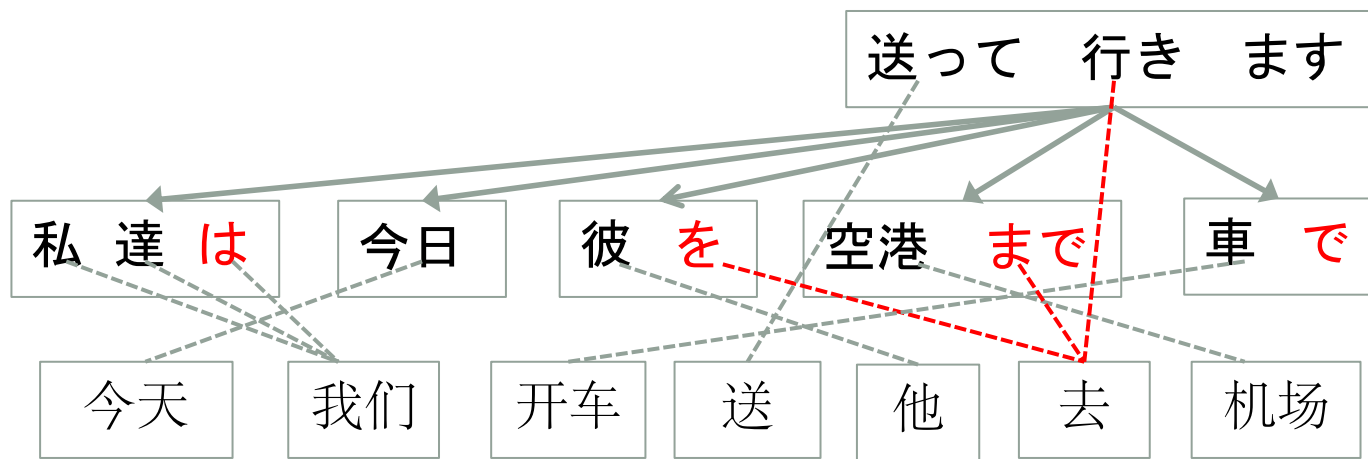 送って 行き ます
私 達 は 今日 彼 を 空港 まで 車 で
今天 我们 开车 送 他 去 机场